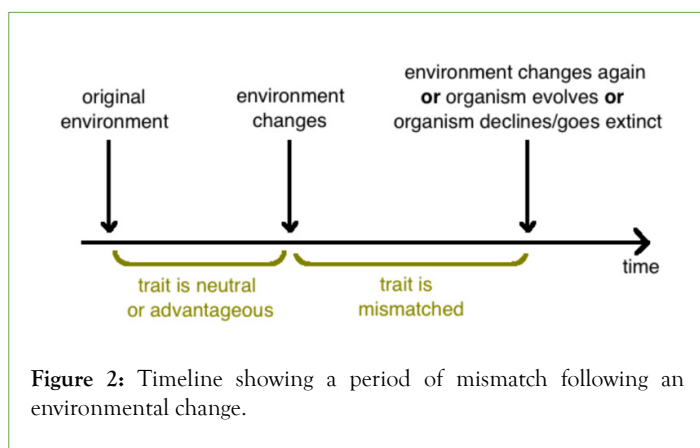 original
environment
environment
changes
environment changes again
or organism evolves or
organism declines/goes extinct
time
trait is neutral
or advantageous
trait is
mismatched
Figure 2: Timeline showing a period of mismatch following an
environmental change.